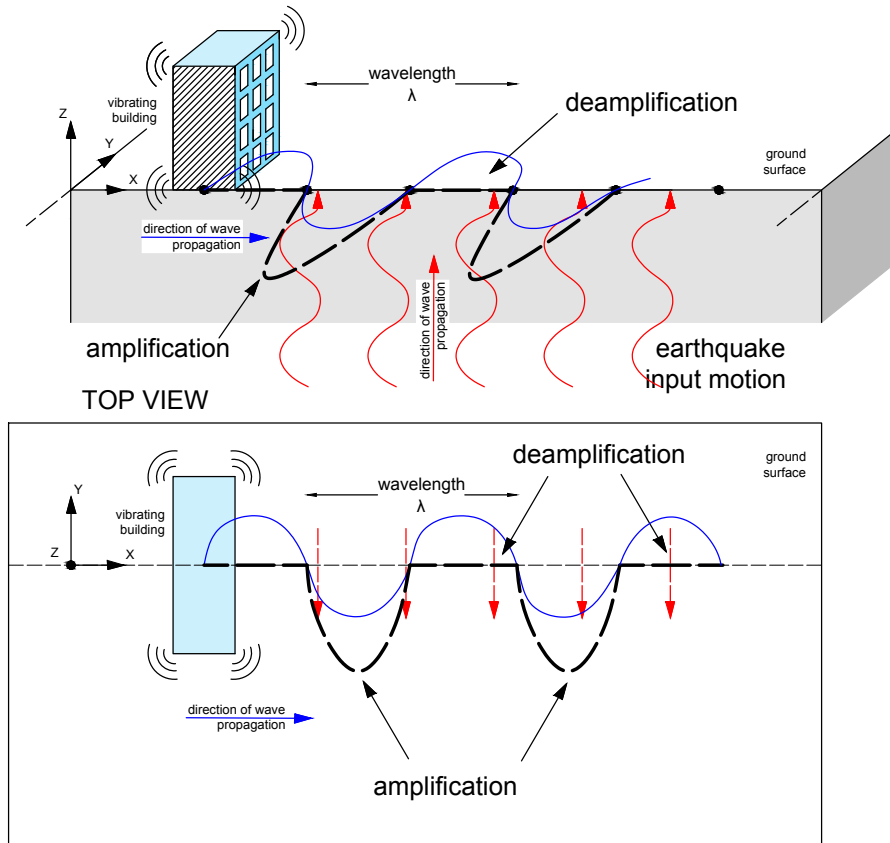 wavelength
λ
deamplification
vibrating
building
Z
Y
X
ground
surface
direction of wave
propagation
direction of wave
propagation
amplification
earthquake
input motion
TOP VIEW
deamplification
ground
surface
wavelength
λ
Y
vibrating
building
Z
X
direction of wave
propagation
amplification